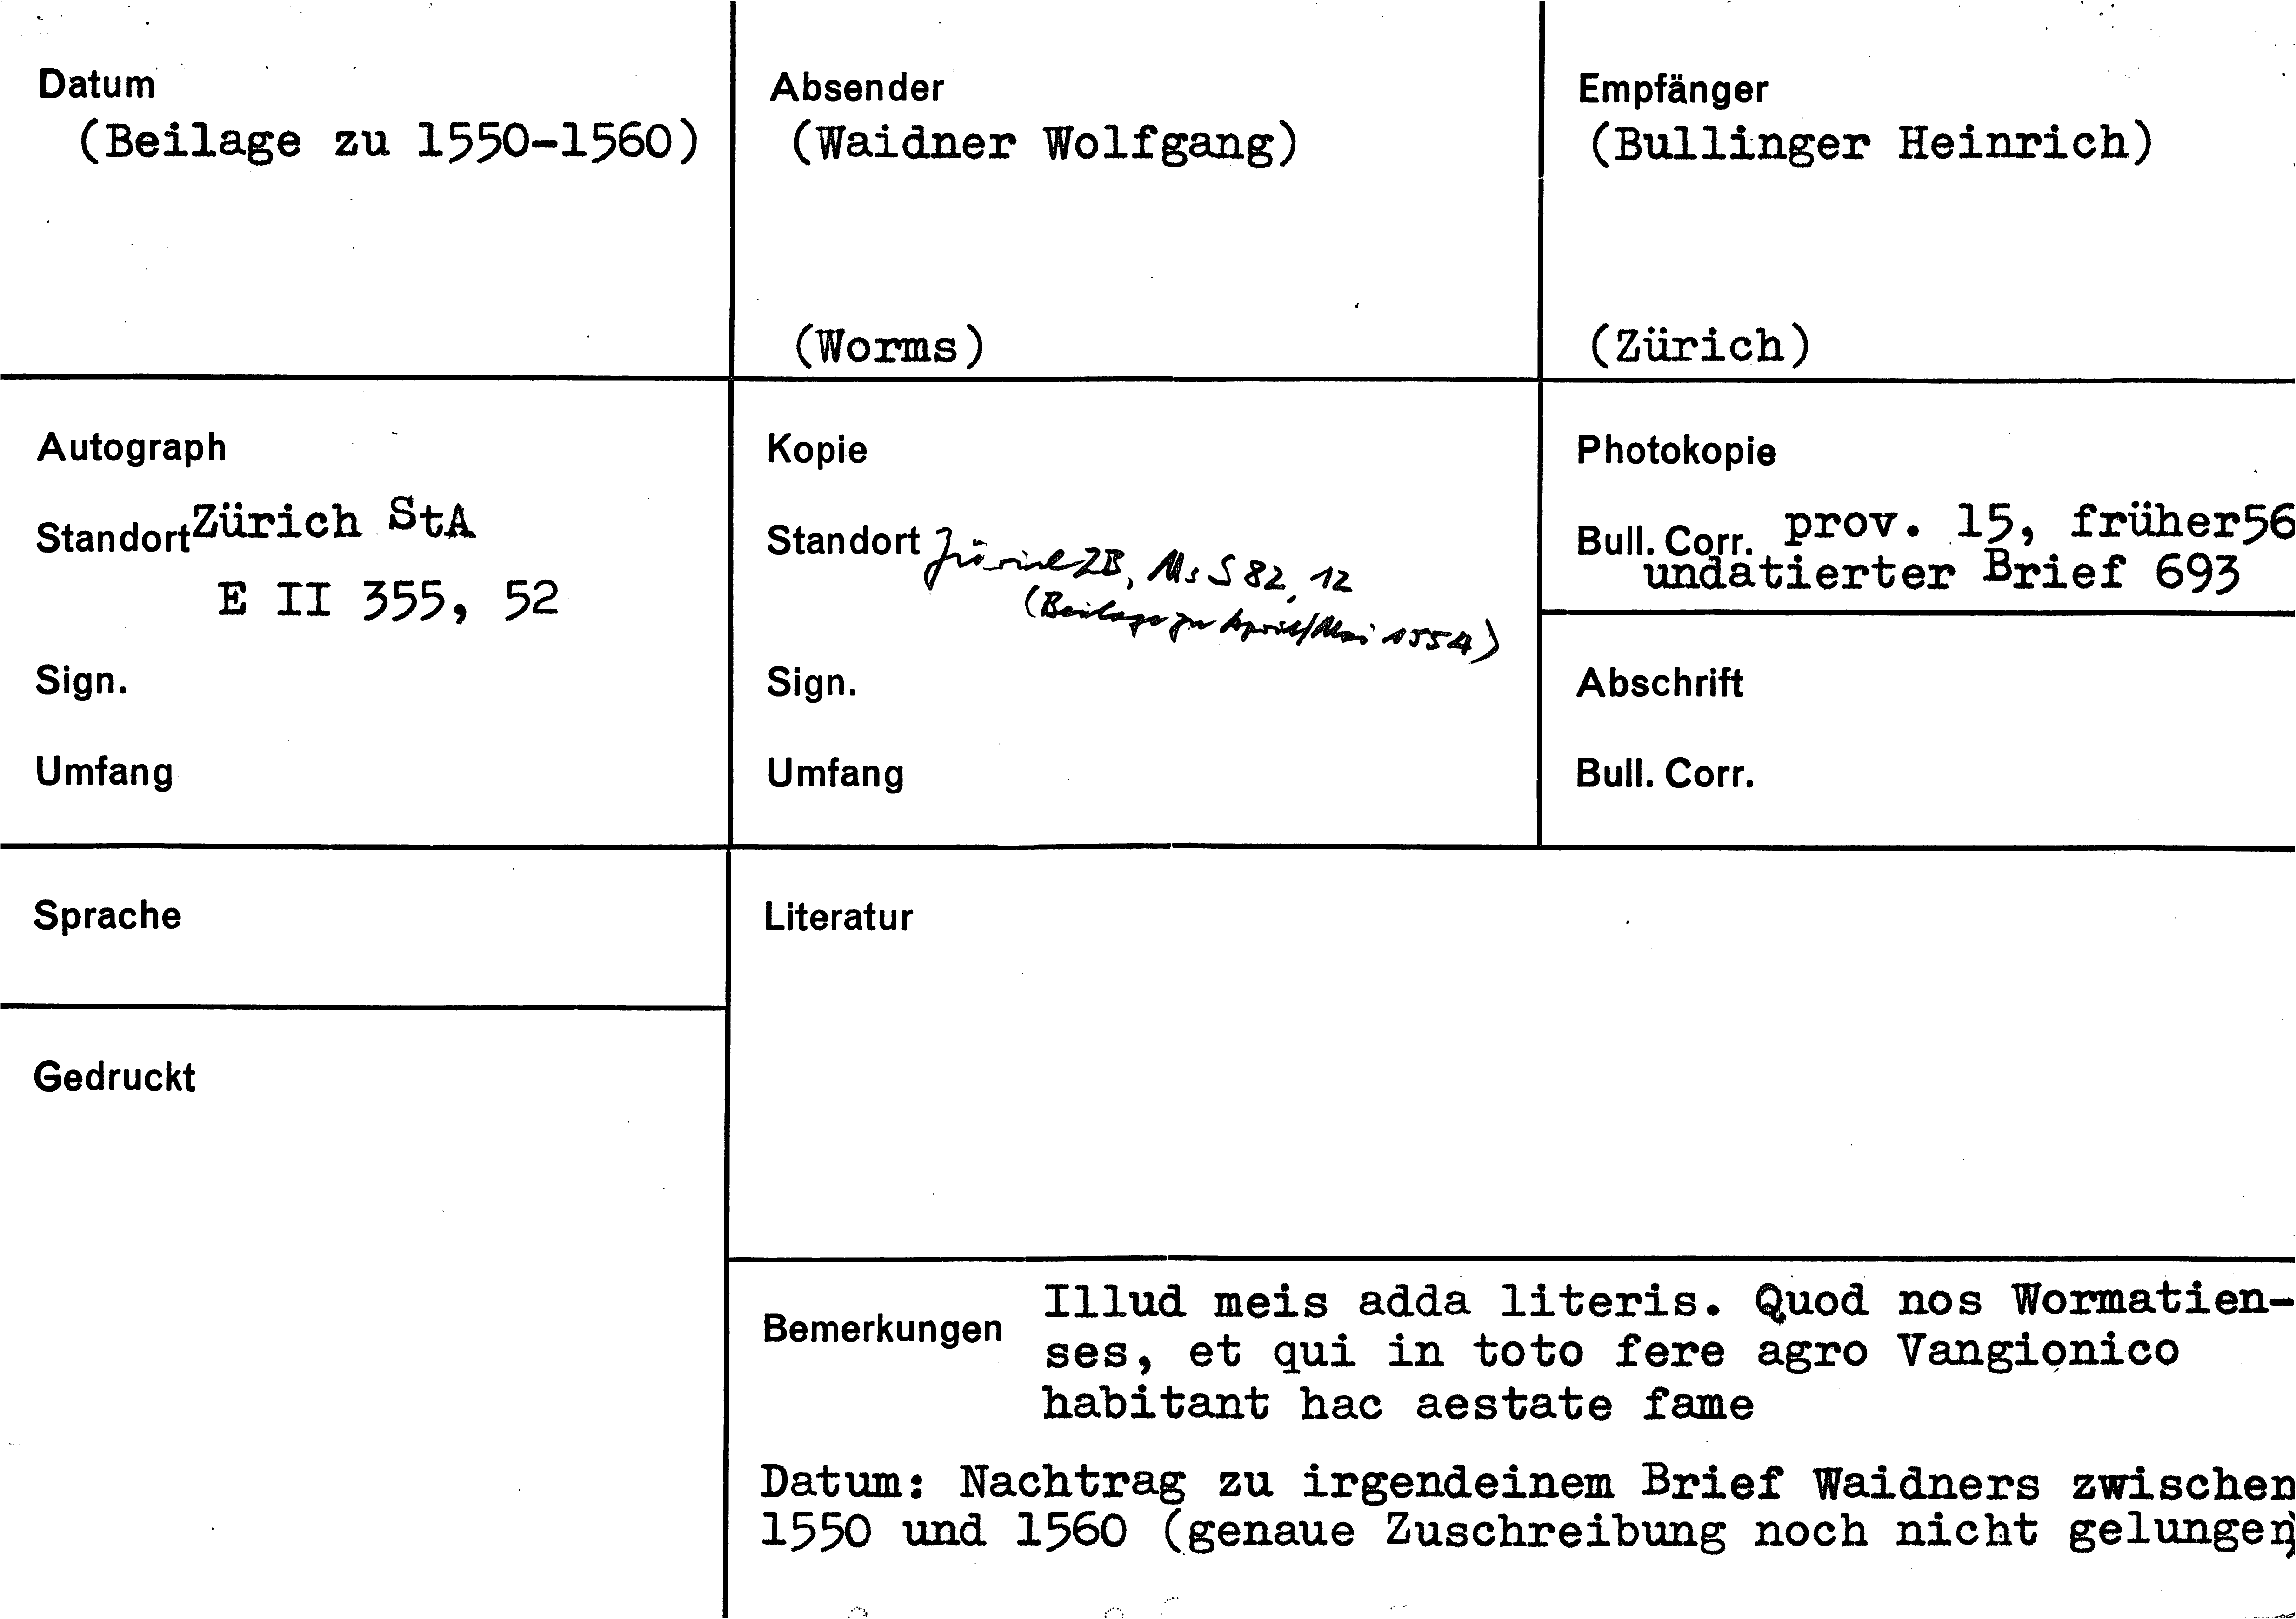 Datum
(Beilage zu 1550-1560)
Absender
(Waidner Wolfgang)
(Worms)
Empfänger
(Bullinger Heinrich)
(Zürich)
Autograph
Standort Zürich StA
E II 355, 52
Sign.
Umfang
Kopie
Standort Zürich ZB, Ms S 82, 12
(Beilage zu April/Mai 1554)
Sign.
Umfang
Photokopie
Bull. Corr. prov. 15, früher56
undatierter Brief 693
Abschrift
Bull. Corr.
Sprache
Gedruckt
Literatur
Bemerkungen
Illud meis adda literis. Quod nos Wormatien-
ses, et qui in toto fere agro Vangionico
habitant hac aestate fame
Datum: Nachtrag zu irgendeinem Brief Waidners zwischen
1550 und 1560 (genaue Zuschreibung noch nicht gelungen)